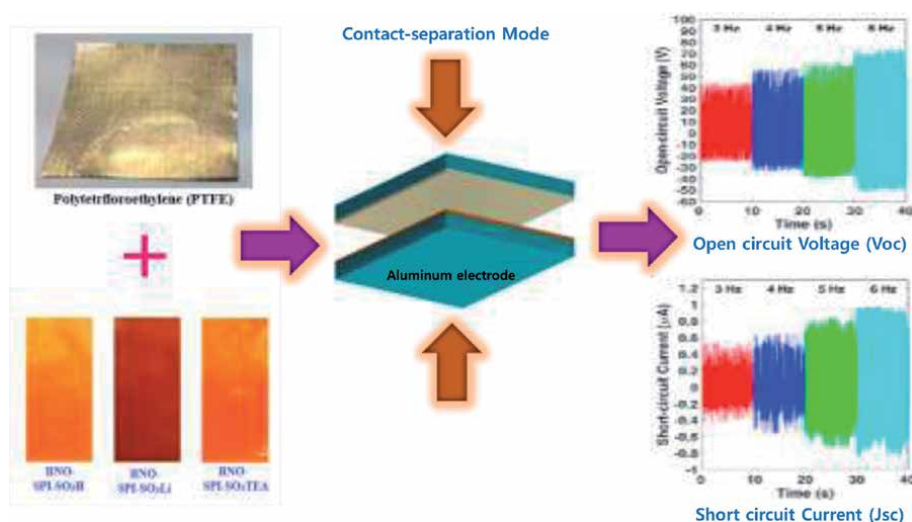 Contact-separation Mode
Polytetrfloroethylene (PTFE)
+
BNO-
SPI-SO₃H
BNO-
SPI-SO₃Li
BNO-
SPI-SO₃TEA
Aluminum electrode
3 Hz 4 Hz 5 Hz 6 Hz
Open-circuit Voltage (V)
100
90
80
70
60
50
40
30
20
10
0
-10
-20
-30
-40
-50
-60
0 10 20 30 40
Time (s)
Open circuit Voltage (Voc)
3 Hz 4 Hz 5 Hz 6 Hz
Short-circuit Current (µA)
1.2
1
0.8
0.6
0.4
0.2
0
-0.2
-0.4
-0.6
-0.8
-1
0 10 20 30 40
Time (s)
Short circuit Current (Jsc)